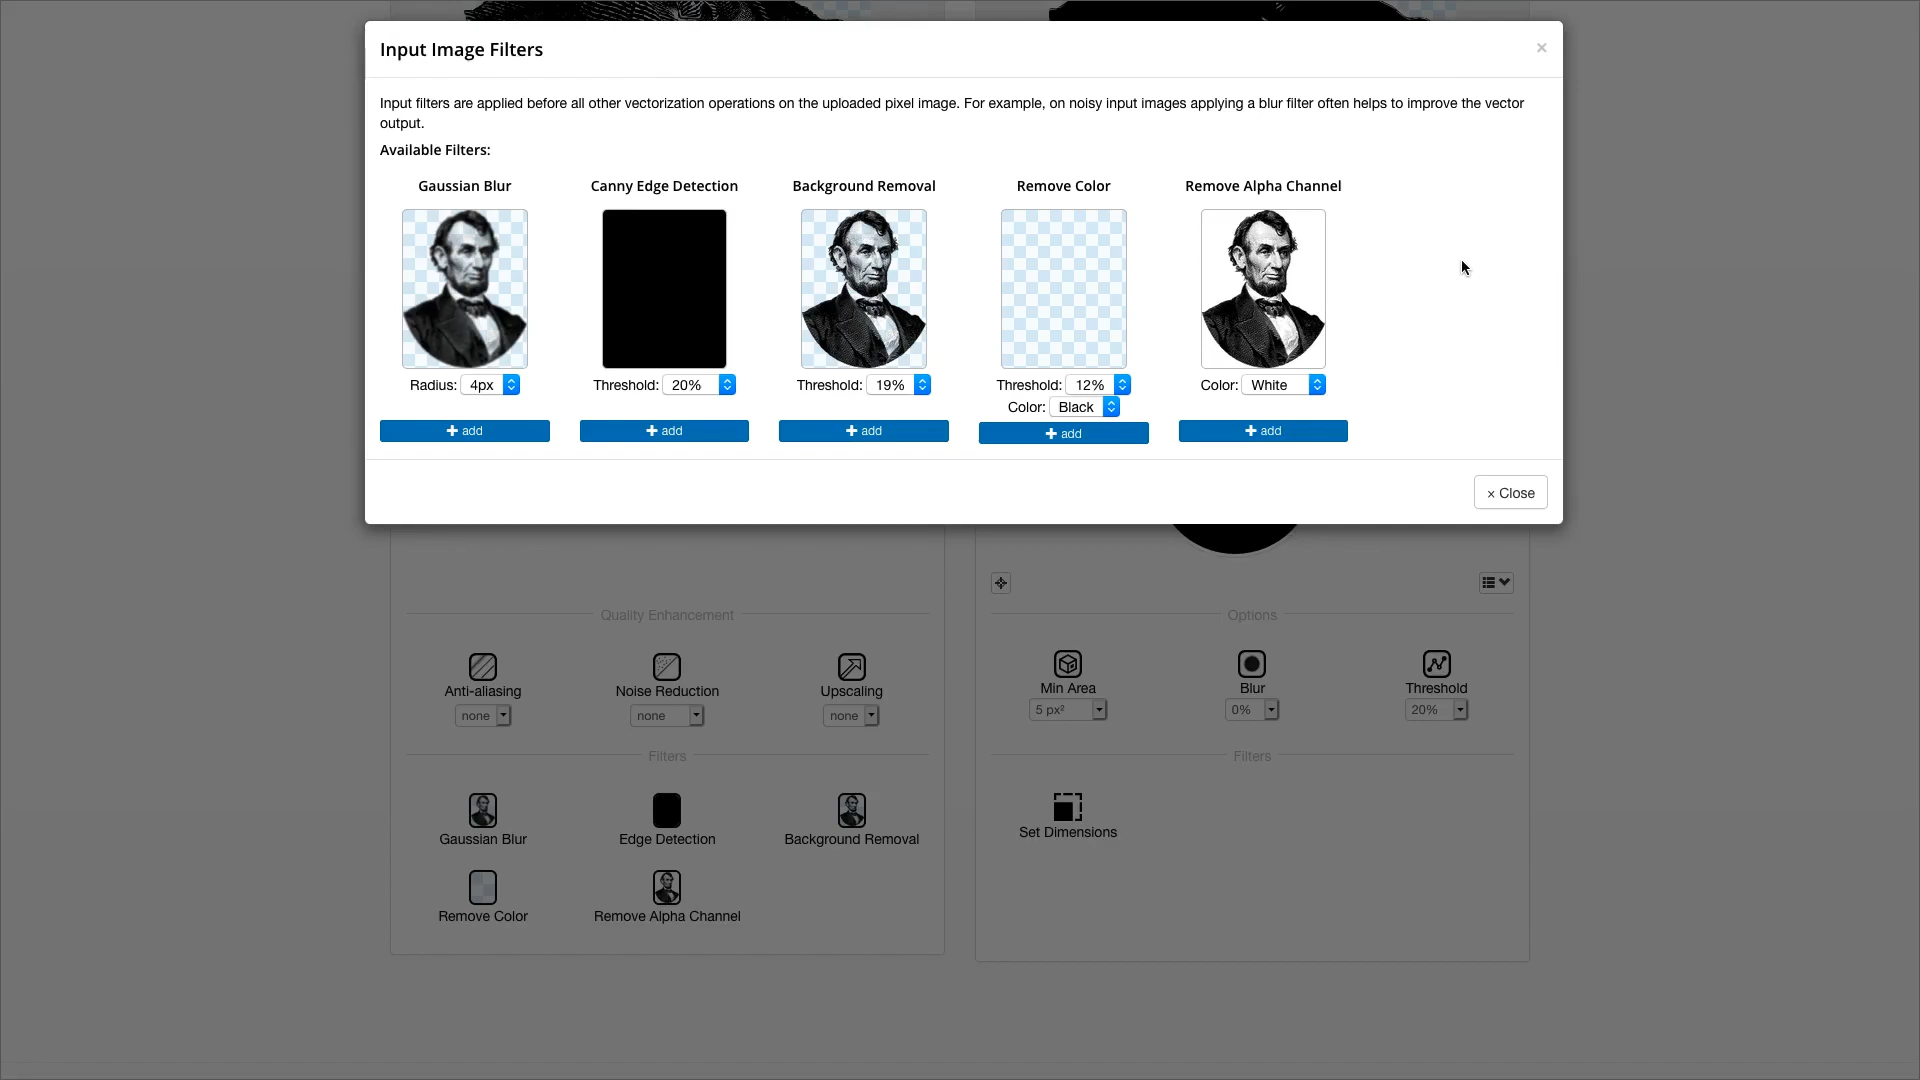 Input Image Filters
×
Input filters are applied before all other vectorization operations on the uploaded pixel image. For example, on noisy input images applying a blur filter often helps to improve the vector
output.
Available Filters:
Gaussian Blur
Canny Edge Detection
Background Removal
Remove Color
Remove Alpha Channel
Radius: 4px
Threshold: 20%
Threshold: 19%
Threshold: 12%
Color: White
Color: Black
+ add
+ add
+ add
+ add
+ add
× Close
Quality Enhancement
Anti-aliasing
Noise Reduction
Upscaling
none
none
none
Filters
Gaussian Blur
Edge Detection
Background Removal
Remove Color
Remove Alpha Channel
Options
Min Area
Blur
Threshold
5 px²
0%
20%
Filters
Set Dimensions